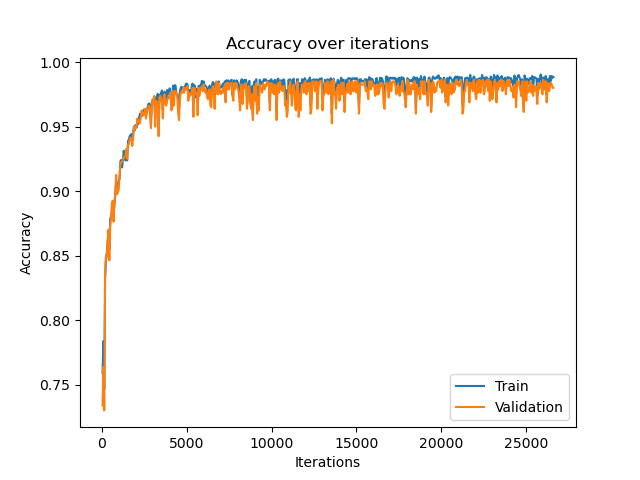 Accuracy over iterations
1.00
0.95
0.90
0.85
0.80
0.75
Accuracy
0 5000 10000 15000 20000 25000
Iterations
Train
Validation